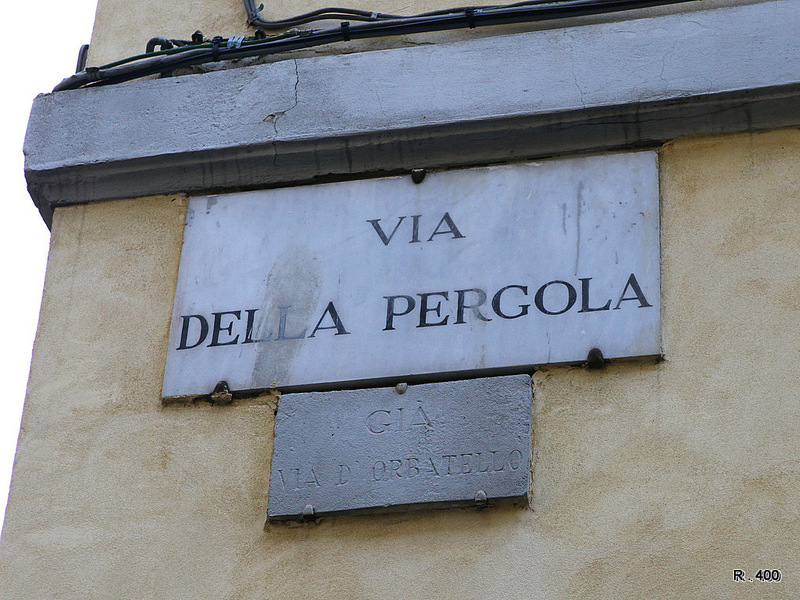 VIA
DELLA PERGOLA
GIÀ
VIA D' ORBATELLO
R. 400